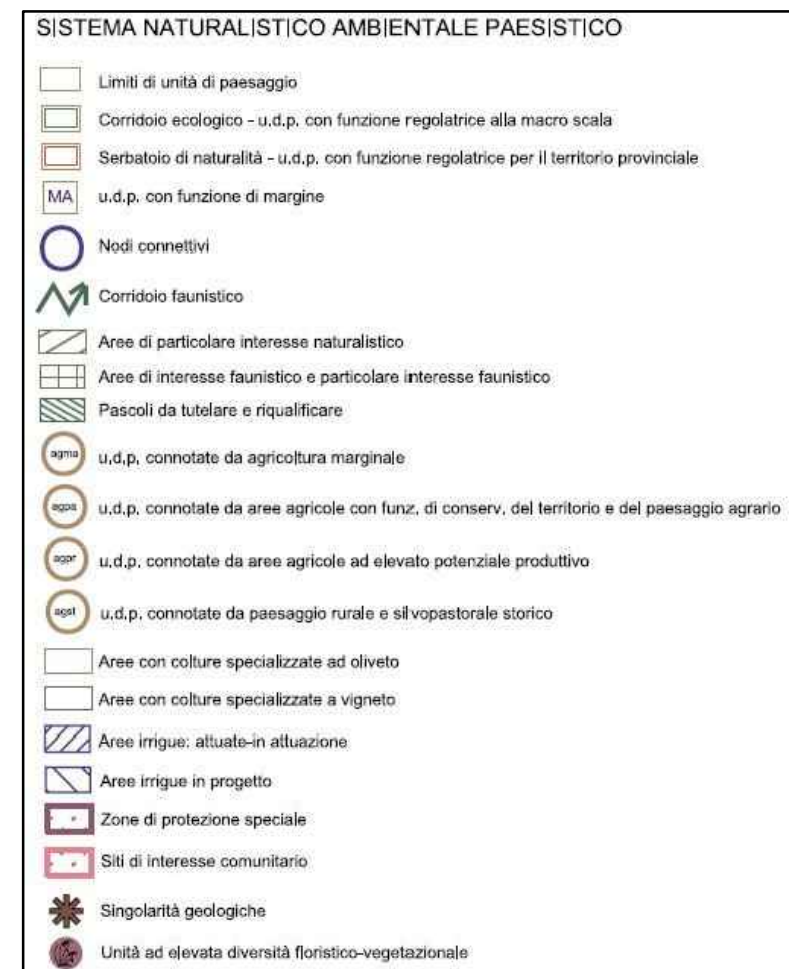 SISTEMA NATURALISTICO AMBIENTALE PAESISTICO
Limiti di unità di paesaggio
Corridoio ecologico - u.d.p. con funzione regolatrice alla macro scala
Serbatoio di naturalità - u.d.p. con funzione regolatrice per il territorio provinciale
MA u.d.p. con funzione di margine
Nodi connettivi
Corridoio faunistico
Aree di particolare interesse naturalistico
Aree di interesse faunistico e particolare interesse faunistico
Pascoli da tutelare e riqualificare
agma u.d.p. connotate da agricoltura marginale
agpa u.d.p. connotate da aree agricole con funz. di conserv. del territorio e del paesaggio agrario
agpr u.d.p. connotate da aree agricole ad elevato potenziale produttivo
agst u.d.p. connotate da paesaggio rurale e silvopastorale storico
Aree con colture specializzate ad oliveto
Aree con colture specializzate a vigneto
Aree irrigue: attuate-in attuazione
Aree irrigue in progetto
Zone di protezione speciale
Siti di interesse comunitario
Singolarità geologiche
Unità ad elevata diversità floristico-vegetazionale